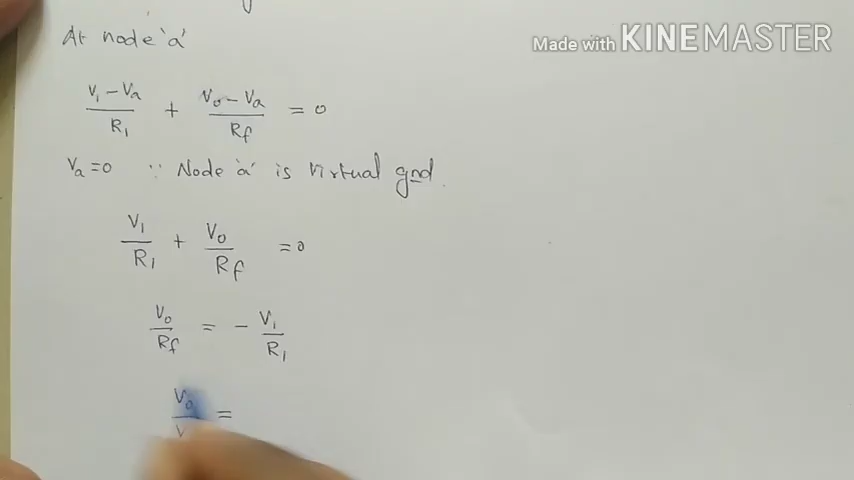 At node 'a'
Made with KINEMASTER
V₁ - Vₐ / R₁ + V₀ - Vₐ / Rf = 0
Vₐ = 0 ∵ Node 'a' is virtual gnd.
V₁ / R₁ + V₀ / Rf = 0
V₀ / Rf = - V₁ / R₁
V₀ / V =